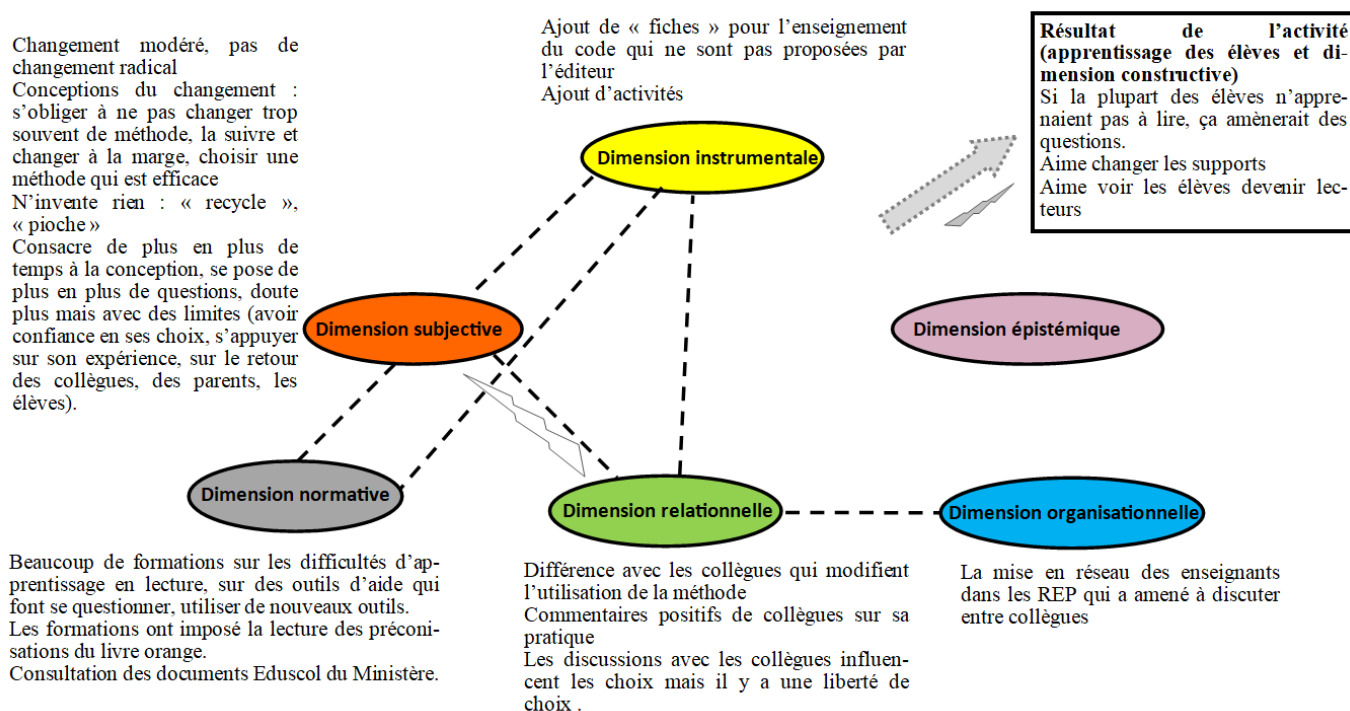 Changement modéré, pas de
changement radical
Conceptions du changement :
s’obliger à ne pas changer trop
souvent de méthode, la suivre et
changer à la marge, choisir une
méthode qui est efficace
N’invente rien : « recycle »,
« pioche »
Consacre de plus en plus de
temps à la conception, se pose de
plus en plus de questions, doute
plus mais avec des limites (avoir
confiance en ses choix, s’appuyer
sur son expérience, sur le retour
des collègues, des parents, les
élèves).
Ajout de « fiches » pour l’enseignement
du code qui ne sont pas proposées par
l’éditeur
Ajout d’activités
Résultat de l’activité
(apprentissage des élèves et di-
mension constructive)
Si la plupart des élèves n’appre-
naient pas à lire, ça amènerait des
questions.
Aime changer les supports
Aime voir les élèves devenir lec-
teurs
Dimension instrumentale
Dimension subjective
Dimension épistémique
Dimension normative
Dimension relationnelle
Dimension organisationnelle
Beaucoup de formations sur les difficultés d’ap-
prentissage en lecture, sur des outils d’aide qui
font se questionner, utiliser de nouveaux outils.
Les formations ont imposé la lecture des préconi-
sations du livre orange.
Consultation des documents Eduscol du Ministère.
Différence avec les collègues qui modifient
l’utilisation de la méthode
Commentaires positifs de collègues sur sa
pratique
Les discussions avec les collègues influen-
cent les choix mais il y a une liberté de
choix .
La mise en réseau des enseignants
dans les REP qui a amené à discuter
entre collègues